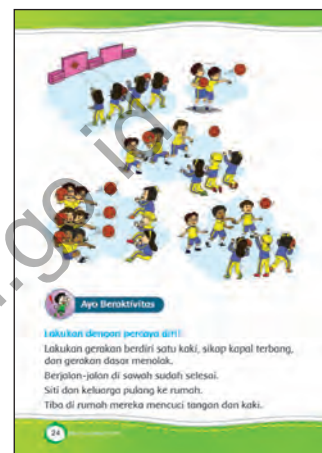 Ayo Beraktivitas
Lakukan dengan percaya diri!
Lakukan gerakan berdiri satu kaki, sikap kapal terbang,
dan gerakan dasar menolak.
Berjalan-jalan di sawah sudah selesai.
Siti dan keluarga pulang ke rumah.
Tiba di rumah mereka mencuci tangan dan kaki.
24
.go.id